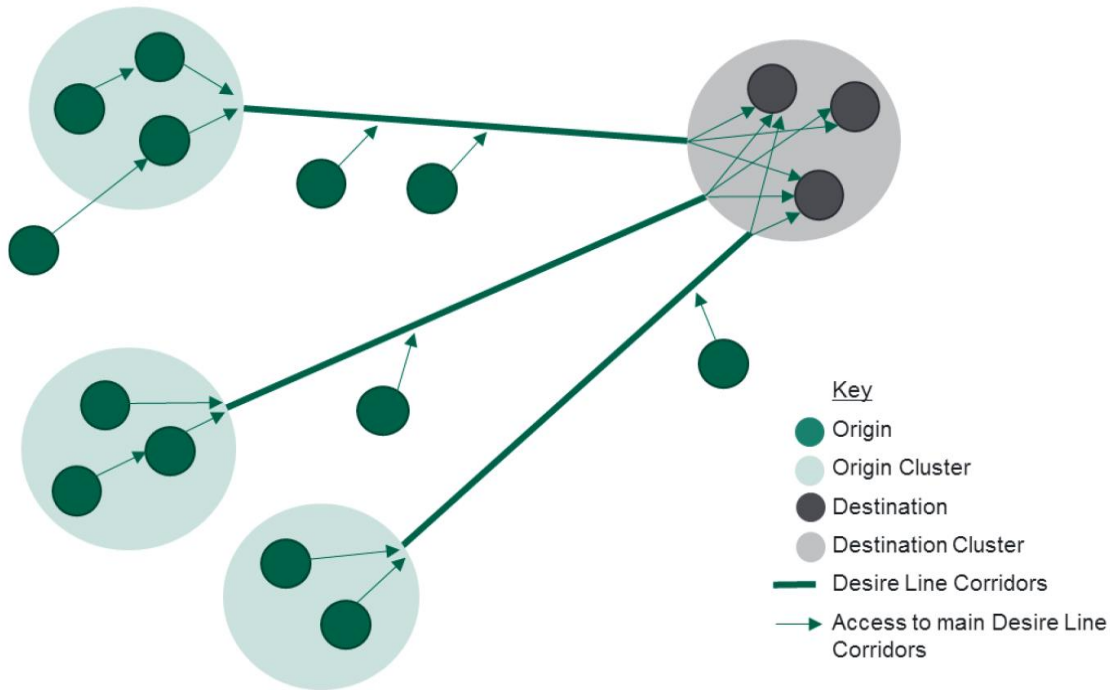 Key
Origin
Origin Cluster
Destination
Destination Cluster
Desire Line Corridors
Access to main Desire Line
Corridors